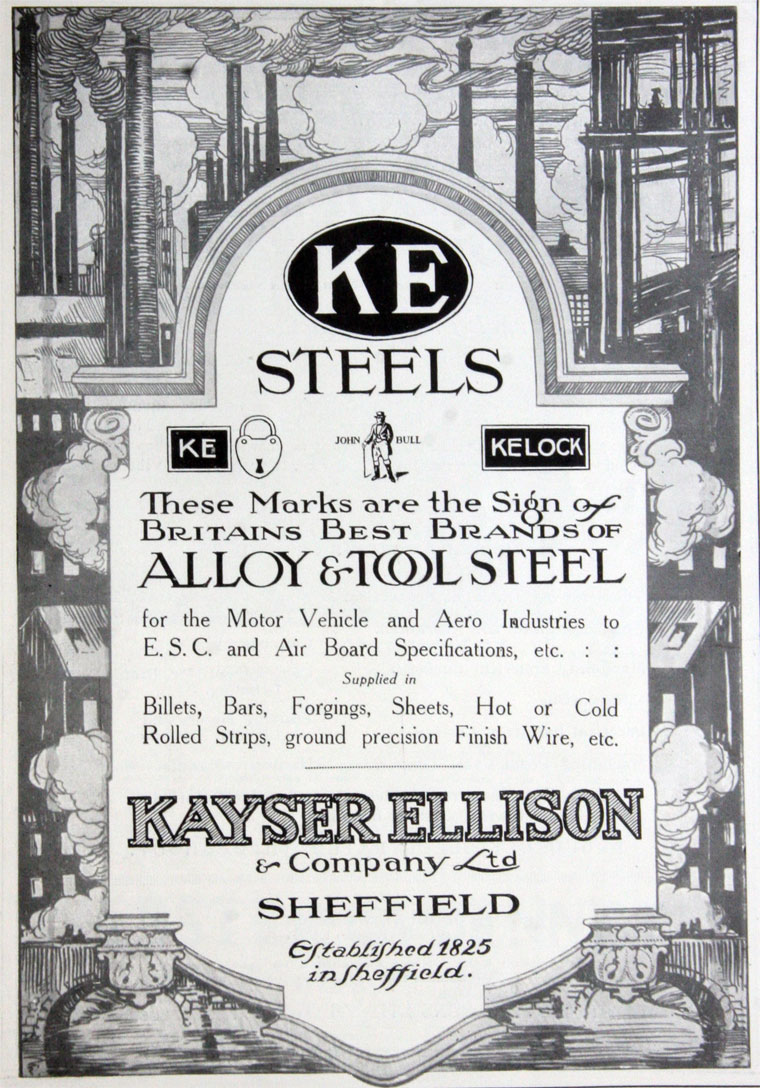 KE
STEELS
KE JOHN BULL KELOCK
These Marks are the Sign of
BRITAINS BEST BRANDS OF
ALLOY & TOOL STEEL
for the Motor Vehicle and Aero Industries to
E. S. C. and Air Board Specifications, etc. : :
Supplied in
Billets, Bars, Forgings, Sheets, Hot or Cold
Rolled Strips, ground precision Finish Wire, etc.
KAYSER ELLISON
& Company Ltd
SHEFFIELD
Eſtabliſhed 1825
in ſheffield.